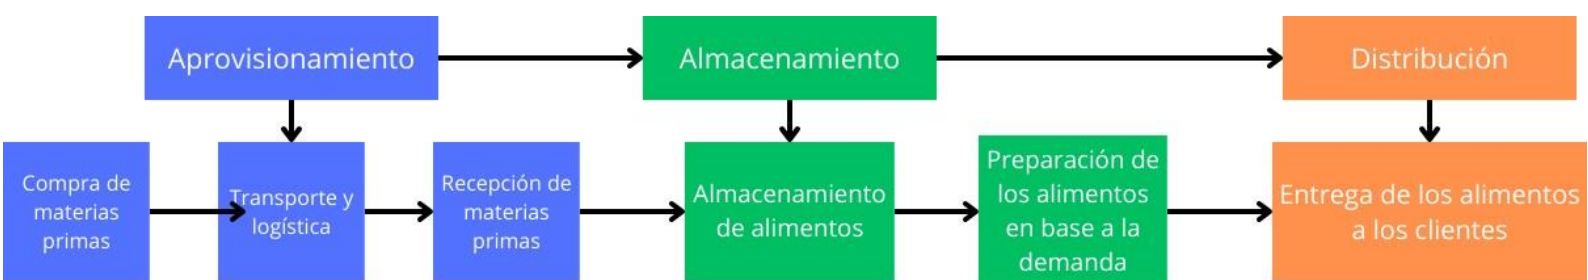 Aprovisionamiento
Almacenamiento
Distribución
Compra de
materias
primas
Transporte y
logística
Recepción de
materias
primas
Almacenamiento
de alimentos
Preparación de
los alimentos
en base a la
demanda
Entrega de los alimentos
a los clientes